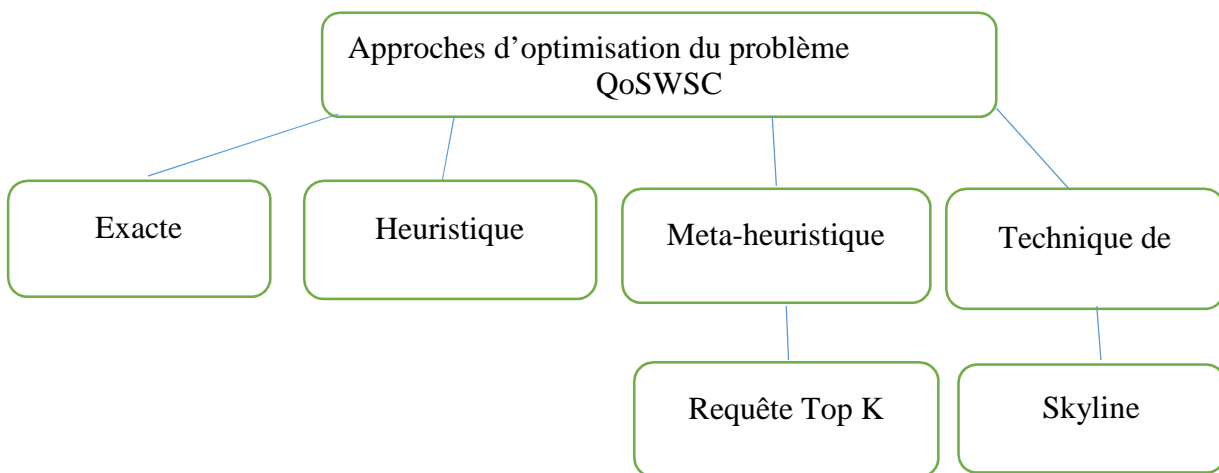 Approches d’optimisation du problème
QoSWSC
Exacte
Heuristique
Meta-heuristique
Technique de
Requête Top K
Skyline